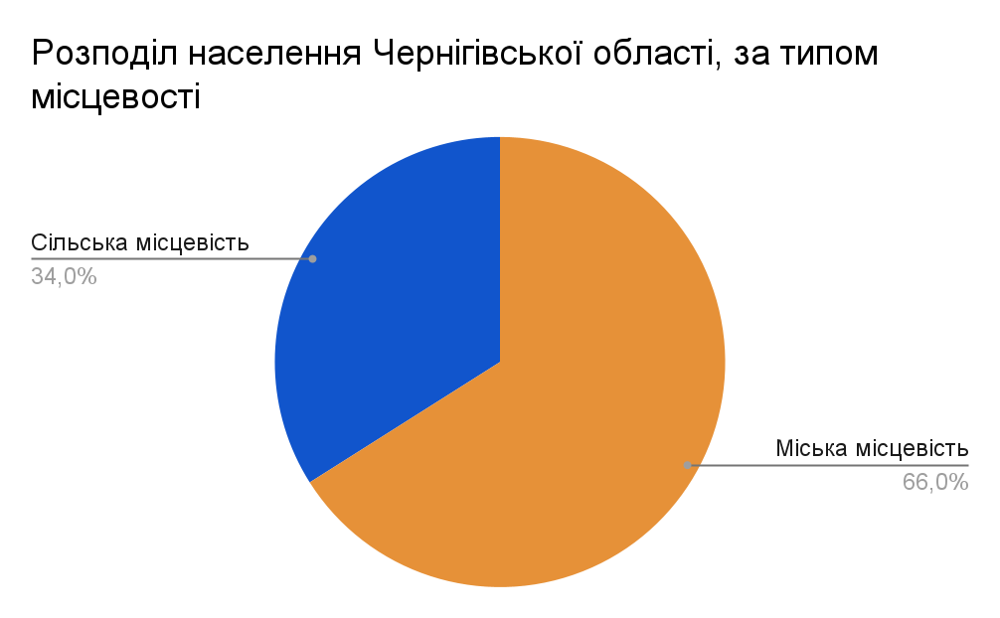 Розподіл населення Чернігівської області, за типом
місцевості
Сільська місцевість
34,0%
Міська місцевість
66,0%